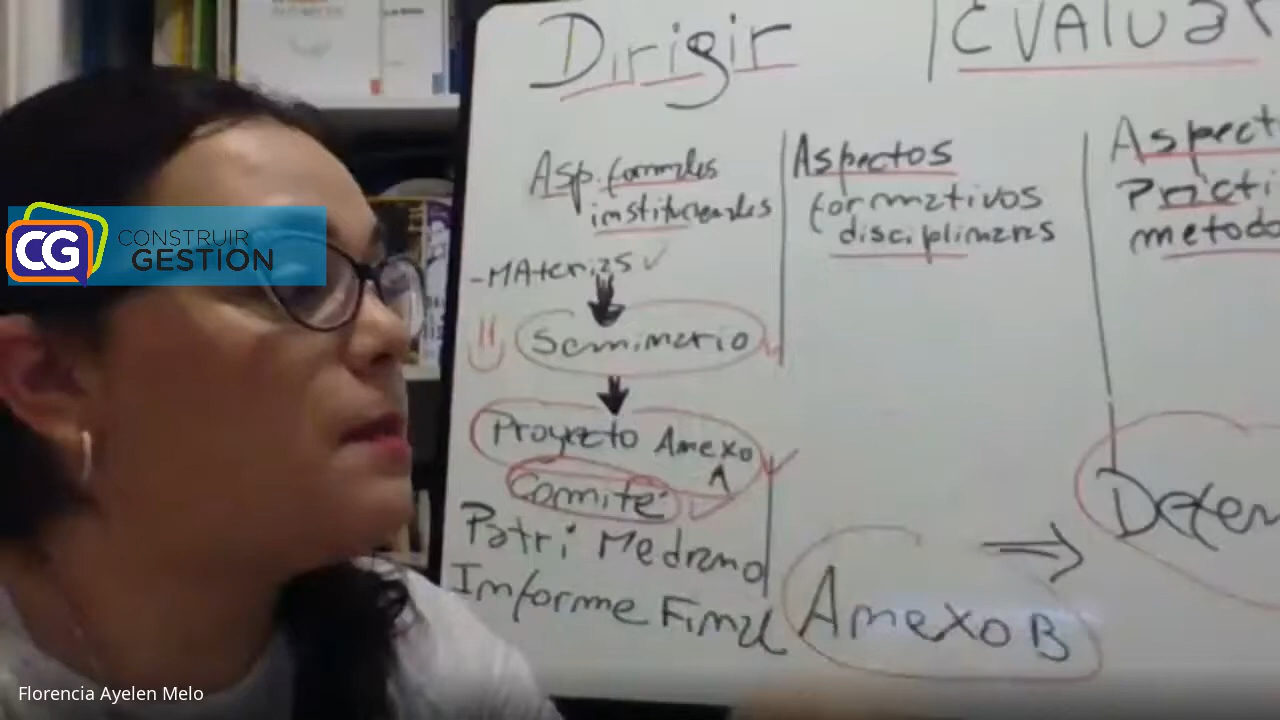 Dirigir
EVALUAR
Asp. formales
institucionales
Aspectos
formativos
disciplinares
Aspect
Prácti
metodo
- MAterias
Seminario
Proyecto Anexo
A
Comité
Patri Medrano
Informe Final
Anexo B
CG CONSTRUIR
GESTION
Florencia Ayelen Melo